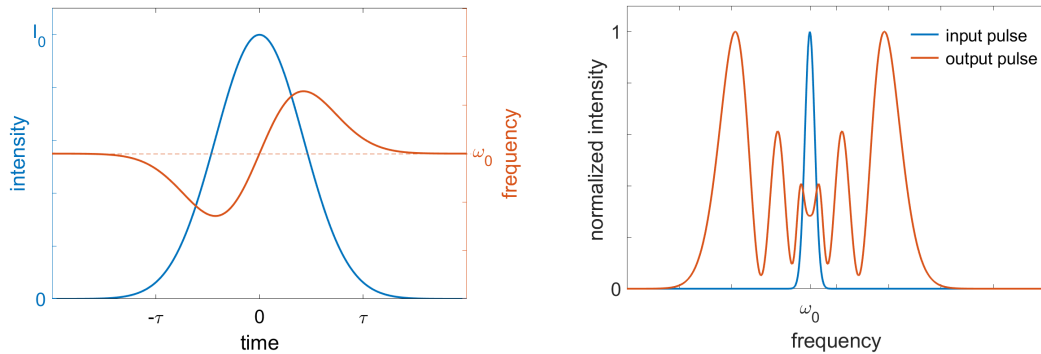 I₀
intensity
0
-τ
0
τ
time
ω₀
frequency
1
normalized intensity
0
input pulse
output pulse
ω₀
frequency